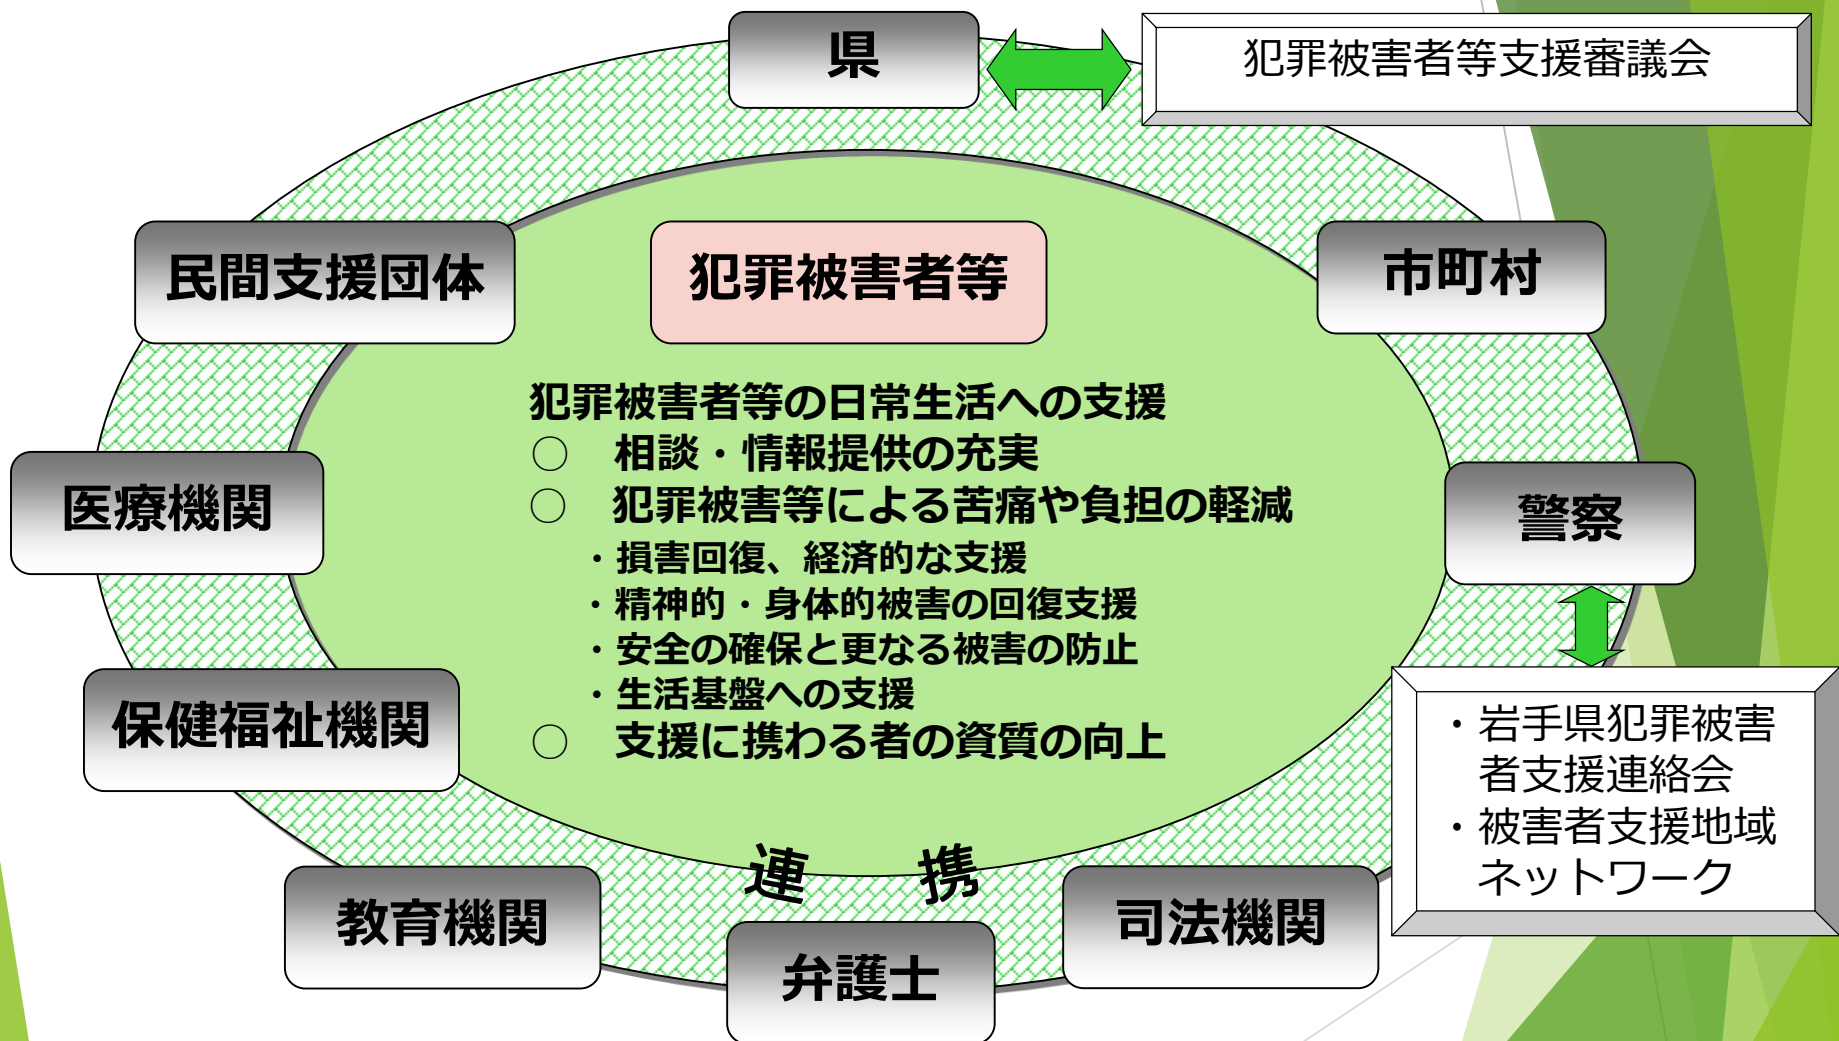 県
犯罪被害者等支援審議会
民間支援団体
犯罪被害者等
市町村
犯罪被害者等の日常生活への支援
○　相談・情報提供の充実
○　犯罪被害等による苦痛や負担の軽減
・損害回復、経済的な支援
・精神的・身体的被害の回復支援
・安全の確保と更なる被害の防止
・生活基盤への支援
○　支援に携わる者の資質の向上
医療機関
警察
保健福祉機関
・岩手県犯罪被害
者支援連絡会
・被害者支援地域
ネットワーク
連　携
教育機関
弁護士
司法機関